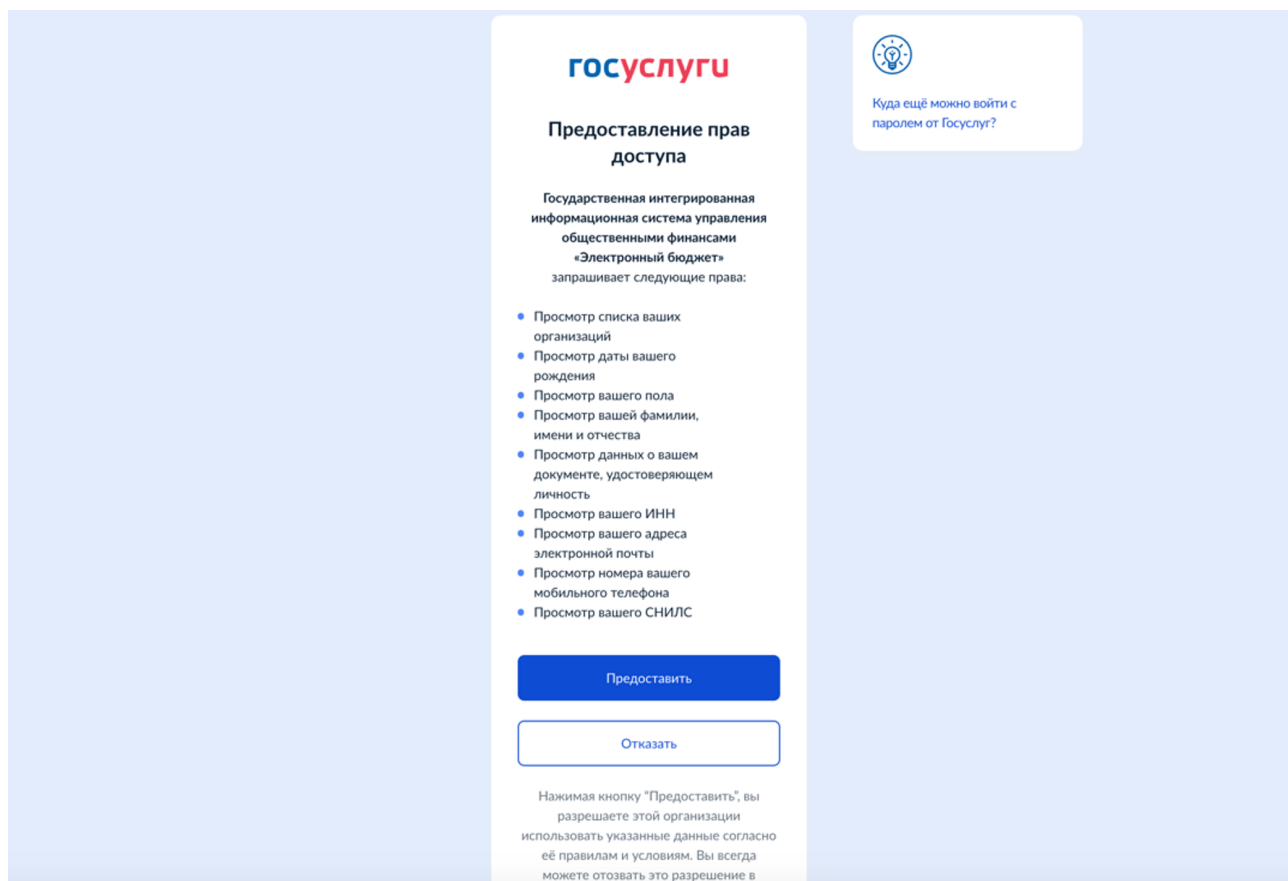 госуслуги
Предоставление прав
доступа
Государственная интегрированная
информационная система управления
общественными финансами
«Электронный бюджет»
запрашивает следующие права:
Просмотр списка ваших
организаций
Просмотр даты вашего
рождения
Просмотр вашего пола
Просмотр вашей фамилии,
имени и отчества
Просмотр данных о вашем
документе, удостоверяющем
личность
Просмотр вашего ИНН
Просмотр вашего адреса
электронной почты
Просмотр номера вашего
мобильного телефона
Просмотр вашего СНИЛС
Предоставить
Отказать
Нажимая кнопку "Предоставить", вы
разрешаете этой организации
использовать указанные данные согласно
её правилам и условиям. Вы всегда
можете отозвать это разрешение в
Куда ещё можно войти с
паролем от Госуслуг?